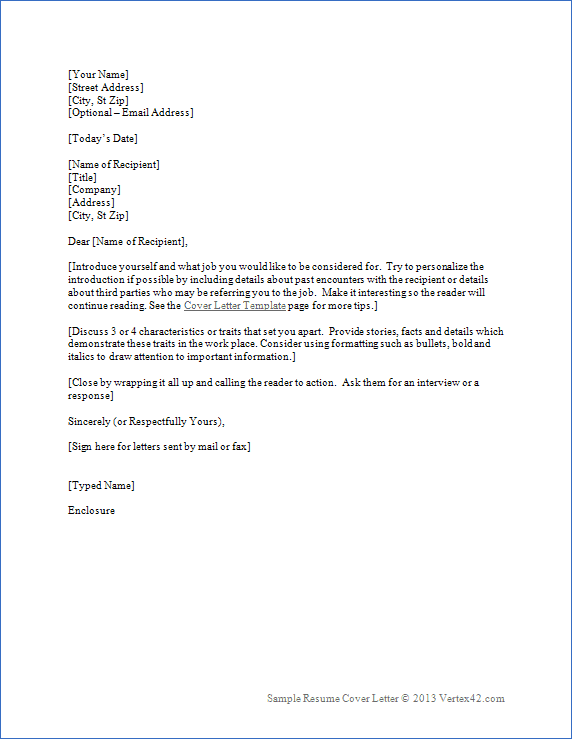 [Your Name]
[Street Address]
[City, St Zip]
[Optional – Email Address]
[Today’s Date]
[Name of Recipient]
[Title]
[Company]
[Address]
[City, St Zip]
Dear [Name of Recipient],
[Introduce yourself and what job you would like to be considered for.  Try to personalize the
introduction if possible by including details about past encounters with the recipient or details
about third parties who may be referring you to the job.  Make it interesting so the reader will
continue reading. See the Cover Letter Template page for more tips.]
[Discuss 3 or 4 characteristics or traits that set you apart.  Provide stories, facts and details which
demonstrate these traits in the work place. Consider using formatting such as bullets, bold and
italics to draw attention to important information.]
[Close by wrapping it all up and calling the reader to action.  Ask them for an interview or a
response]
Sincerely (or Respectfully Yours),
[Sign here for letters sent by mail or fax]
[Typed Name]
Enclosure
Sample Resume Cover Letter © 2013 Vertex42.com